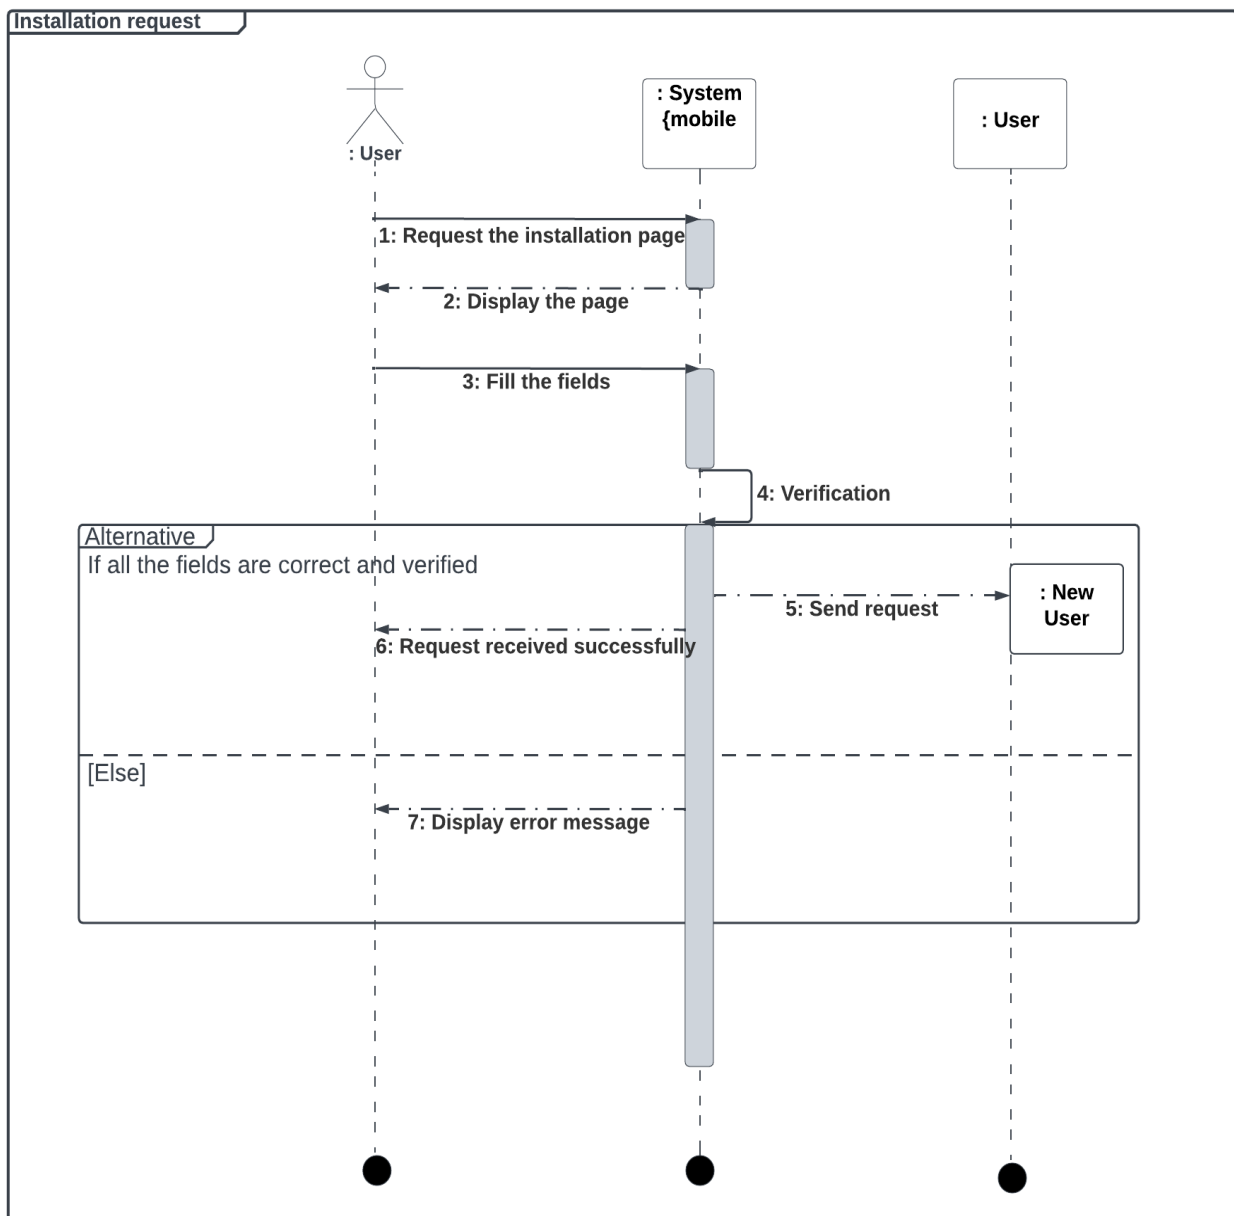 Installation request
: System
{mobile
: User
: User
1: Request the installation page
2: Display the page
3: Fill the fields
4: Verification
Alternative
If all the fields are correct and verified
: New
User
5: Send request
6: Request received successfully
[Else]
7: Display error message